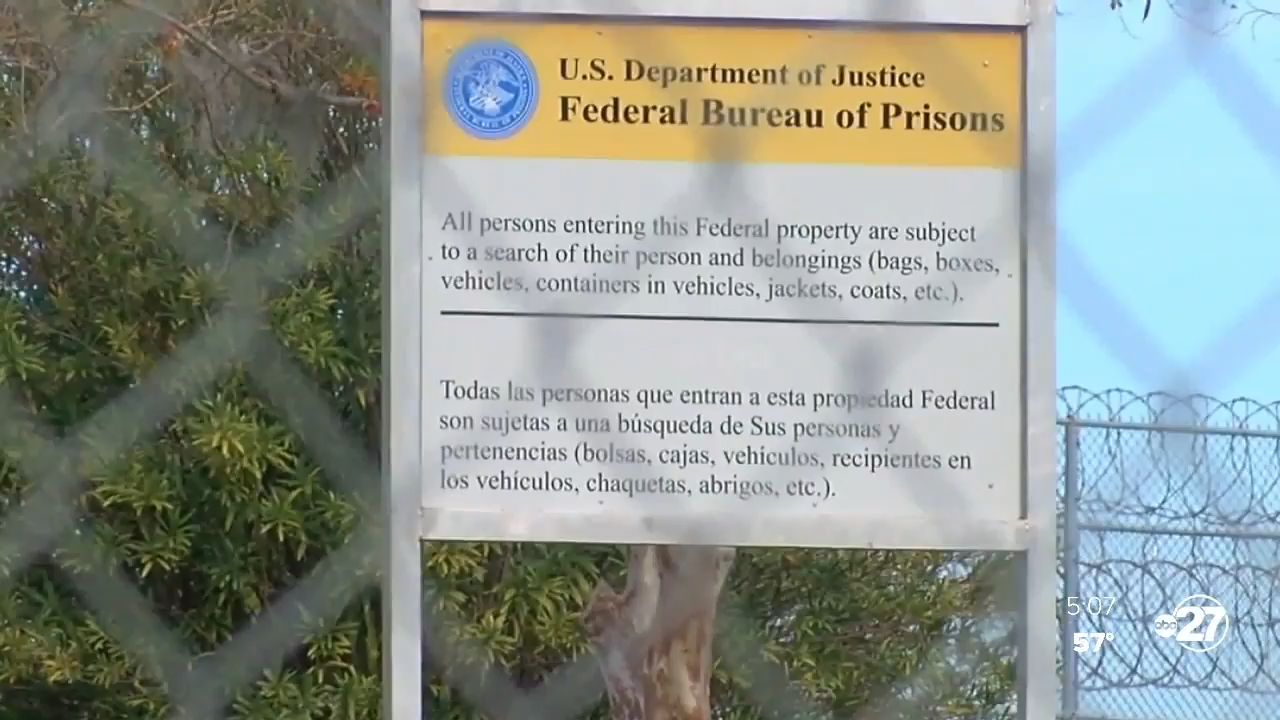 U.S. Department of Justice
Federal Bureau of Prisons
All persons entering this Federal property are subject
to a search of their person and belongings (bags, boxes,
vehicles, containers in vehicles, jackets, coats, etc.).
Todas las personas que entran a esta propiedad Federal
son sujetas a una búsqueda de Sus personas y
pertenencias (bolsas, cajas, vehículos, recipientes en
los vehículos, chaquetas, abrigos, etc.).
5:07
57°
abc 27